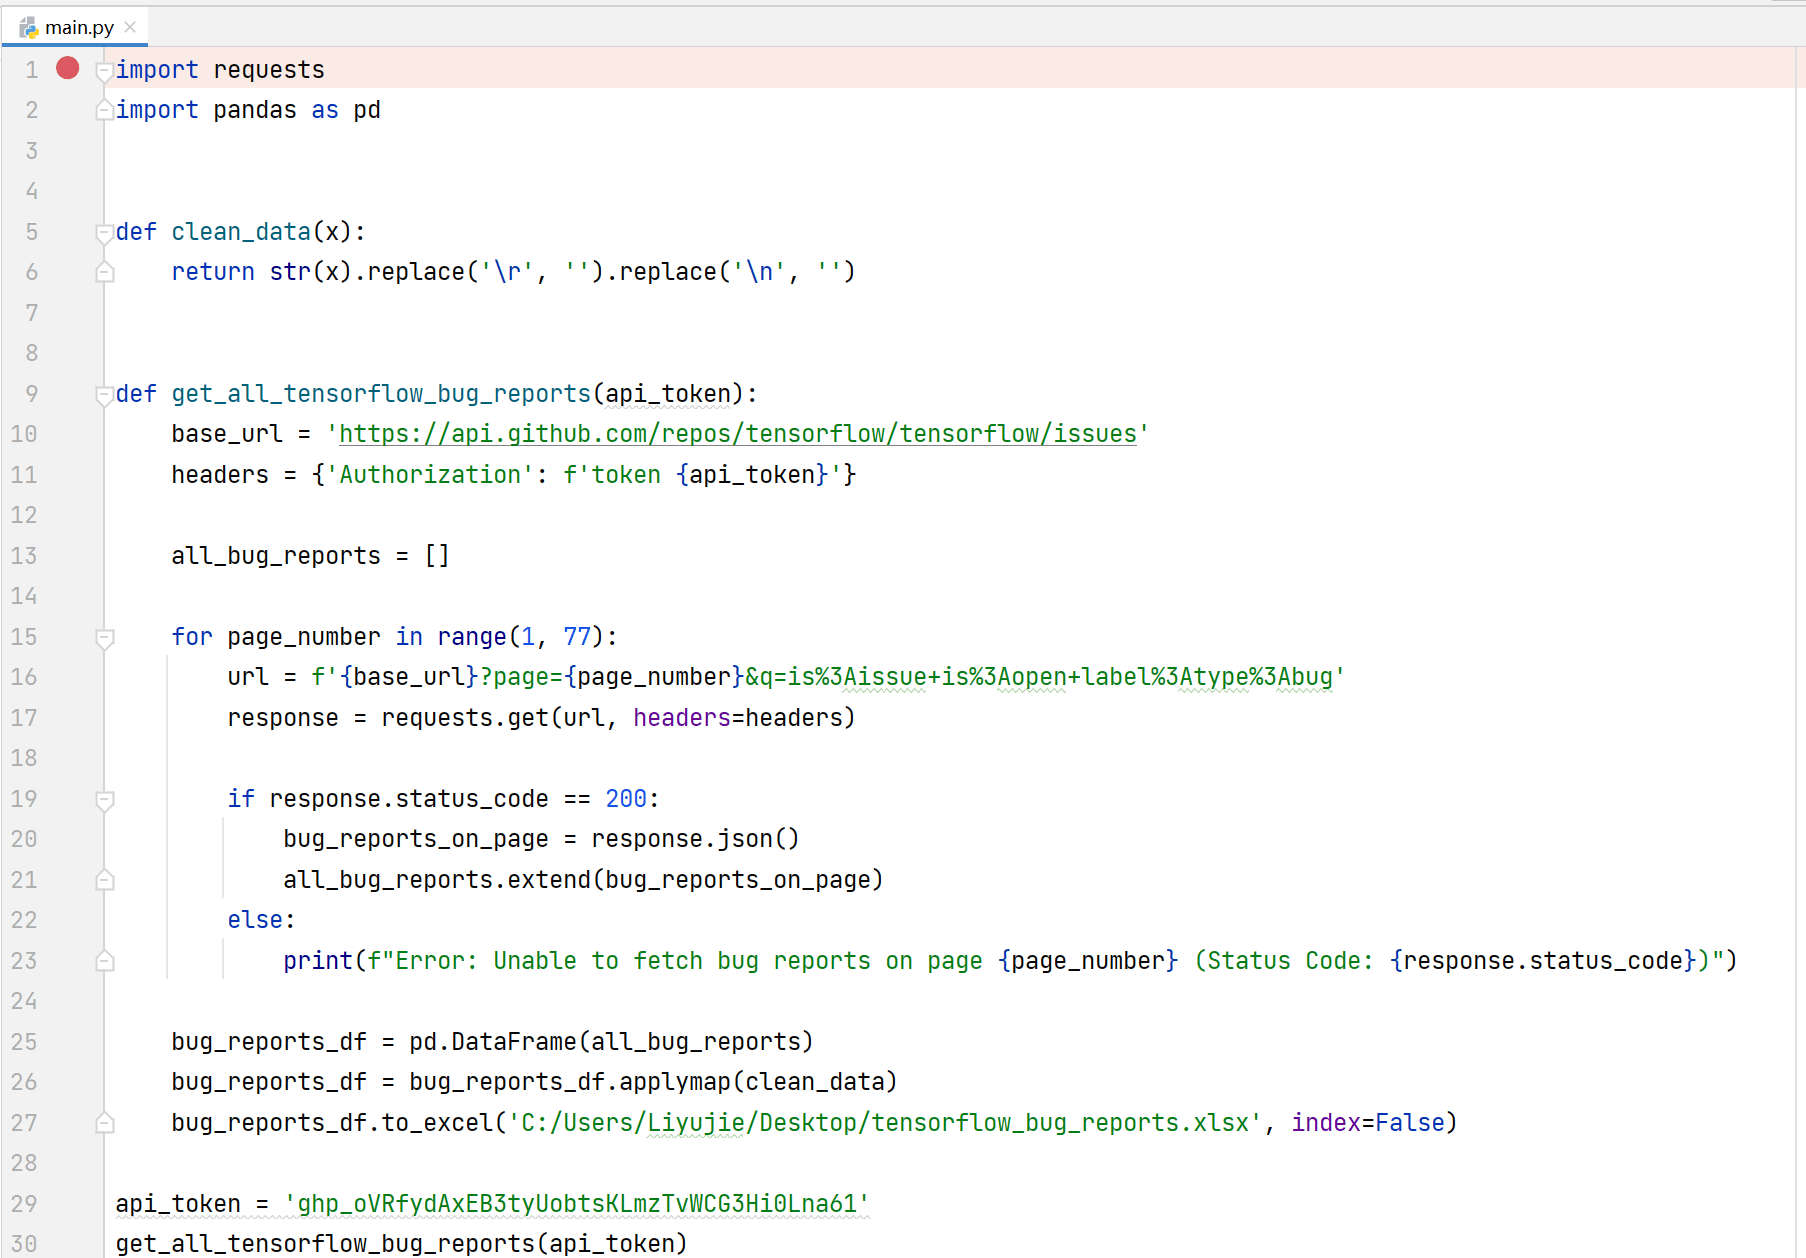 main.py
1 import requests
2 import pandas as pd
3
4
5 def clean_data(x):
6     return str(x).replace('\r', '').replace('\n', '')
7
8
9 def get_all_tensorflow_bug_reports(api_token):
10     base_url = 'https://api.github.com/repos/tensorflow/tensorflow/issues'
11     headers = {'Authorization': f'token {api_token}'}
12
13     all_bug_reports = []
14
15     for page_number in range(1, 77):
16         url = f'{base_url}?page={page_number}&q=is%3Aissue+is%3Aopen+label%3Atype%3Abug'
17         response = requests.get(url, headers=headers)
18
19         if response.status_code == 200:
20             bug_reports_on_page = response.json()
21             all_bug_reports.extend(bug_reports_on_page)
22         else:
23             print(f"Error: Unable to fetch bug reports on page {page_number} (Status Code: {response.status_code})")
24
25     bug_reports_df = pd.DataFrame(all_bug_reports)
26     bug_reports_df = bug_reports_df.applymap(clean_data)
27     bug_reports_df.to_excel('C:/Users/Liyujie/Desktop/tensorflow_bug_reports.xlsx', index=False)
28
29 api_token = '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'
30 get_all_tensorflow_bug_reports(api_token)